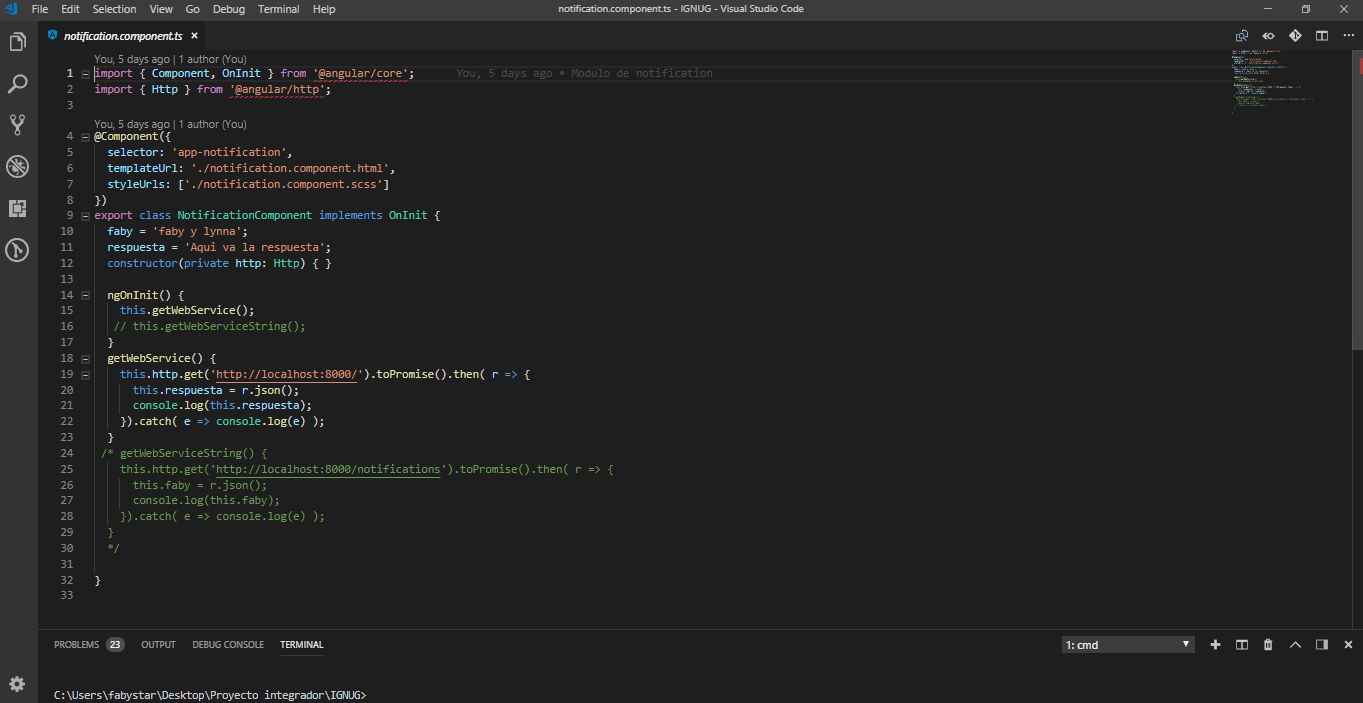 File Edit Selection View Go Debug Terminal Help notification.component.ts - IGNUG - Visual Studio Code
notification.component.ts
You, 5 days ago | 1 author (You)
1 import { Component, OnInit } from '@angular/core'; You, 5 days ago • Modulo de notification
2 import { Http } from '@angular/http';
3
You, 5 days ago | 1 author (You)
4 @Component({
5 selector: 'app-notification',
6 templateUrl: './notification.component.html',
7 styleUrls: ['./notification.component.scss']
8 })
9 export class NotificationComponent implements OnInit {
10 faby = 'faby y lynna';
11 respuesta = 'Aqui va la respuesta';
12 constructor(private http: Http) { }
13
14 ngOnInit() {
15 this.getWebService();
16 // this.getWebServiceString();
17 }
18 getWebService() {
19 this.http.get('http://localhost:8000/').toPromise().then( r => {
20 this.respuesta = r.json();
21 console.log(this.respuesta);
22 }).catch( e => console.log(e) );
23 }
24 /* getWebServiceString() {
25 this.http.get('http://localhost:8000/notifications').toPromise().then( r => {
26 this.faby = r.json();
27 console.log(this.faby);
28 }).catch( e => console.log(e) );
29 }
30 */
31
32 }
33
PROBLEMS 23 OUTPUT DEBUG CONSOLE TERMINAL 1: cmd
C:\Users\fabystar\Desktop\Proyecto integrador\IGNUG>